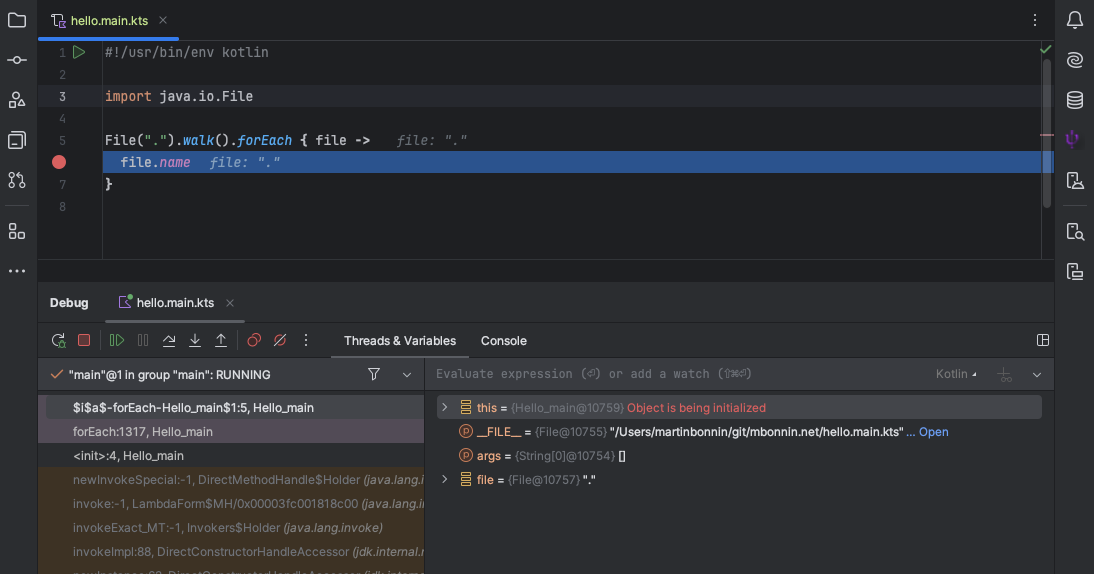 hello.main.kts
1 #!/usr/bin/env kotlin
2
3 import java.io.File
4
5 File(".").walk().forEach { file -> file: "."
file.name file: "."
7 }
8
Debug hello.main.kts
Threads & Variables Console
"main"@1 in group "main": RUNNING
Evaluate expression (⏎) or add a watch (⇧⌘⏎) Kotlin
$i$a$-forEach-Hello_main$1:5, Hello_main
forEach:1317, Hello_main
<init>:4, Hello_main
newInvokeSpecial:-1, DirectMethodHandle$Holder (java.lang.i
invoke:-1, LambdaForm$MH/0x00003fc001818c00 (java.lang.i
invokeExact_MT:-1, Invokers$Holder (java.lang.invoke)
invokeImpl:88, DirectConstructorHandleAccessor (jdk.internal.r
this = {Hello_main@10759} Object is being initialized
__FILE__ = {File@10755} "/Users/martinbonnin/git/mbonnin.net/hello.main.kts" ... Open
args = {String[0]@10754} []
file = {File@10757} "."